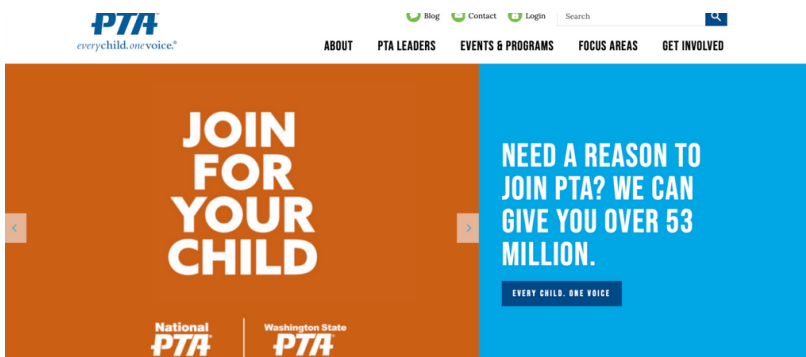 PTA
everychild.onevoice.®
Blog Contact Login Search
ABOUT PTA LEADERS EVENTS & PROGRAMS FOCUS AREAS GET INVOLVED
JOIN
FOR
YOUR
CHILD
National
PTA
Washington State
PTA
NEED A REASON TO
JOIN PTA? WE CAN
GIVE YOU OVER 53
MILLION.
EVERY CHILD. ONE VOICE